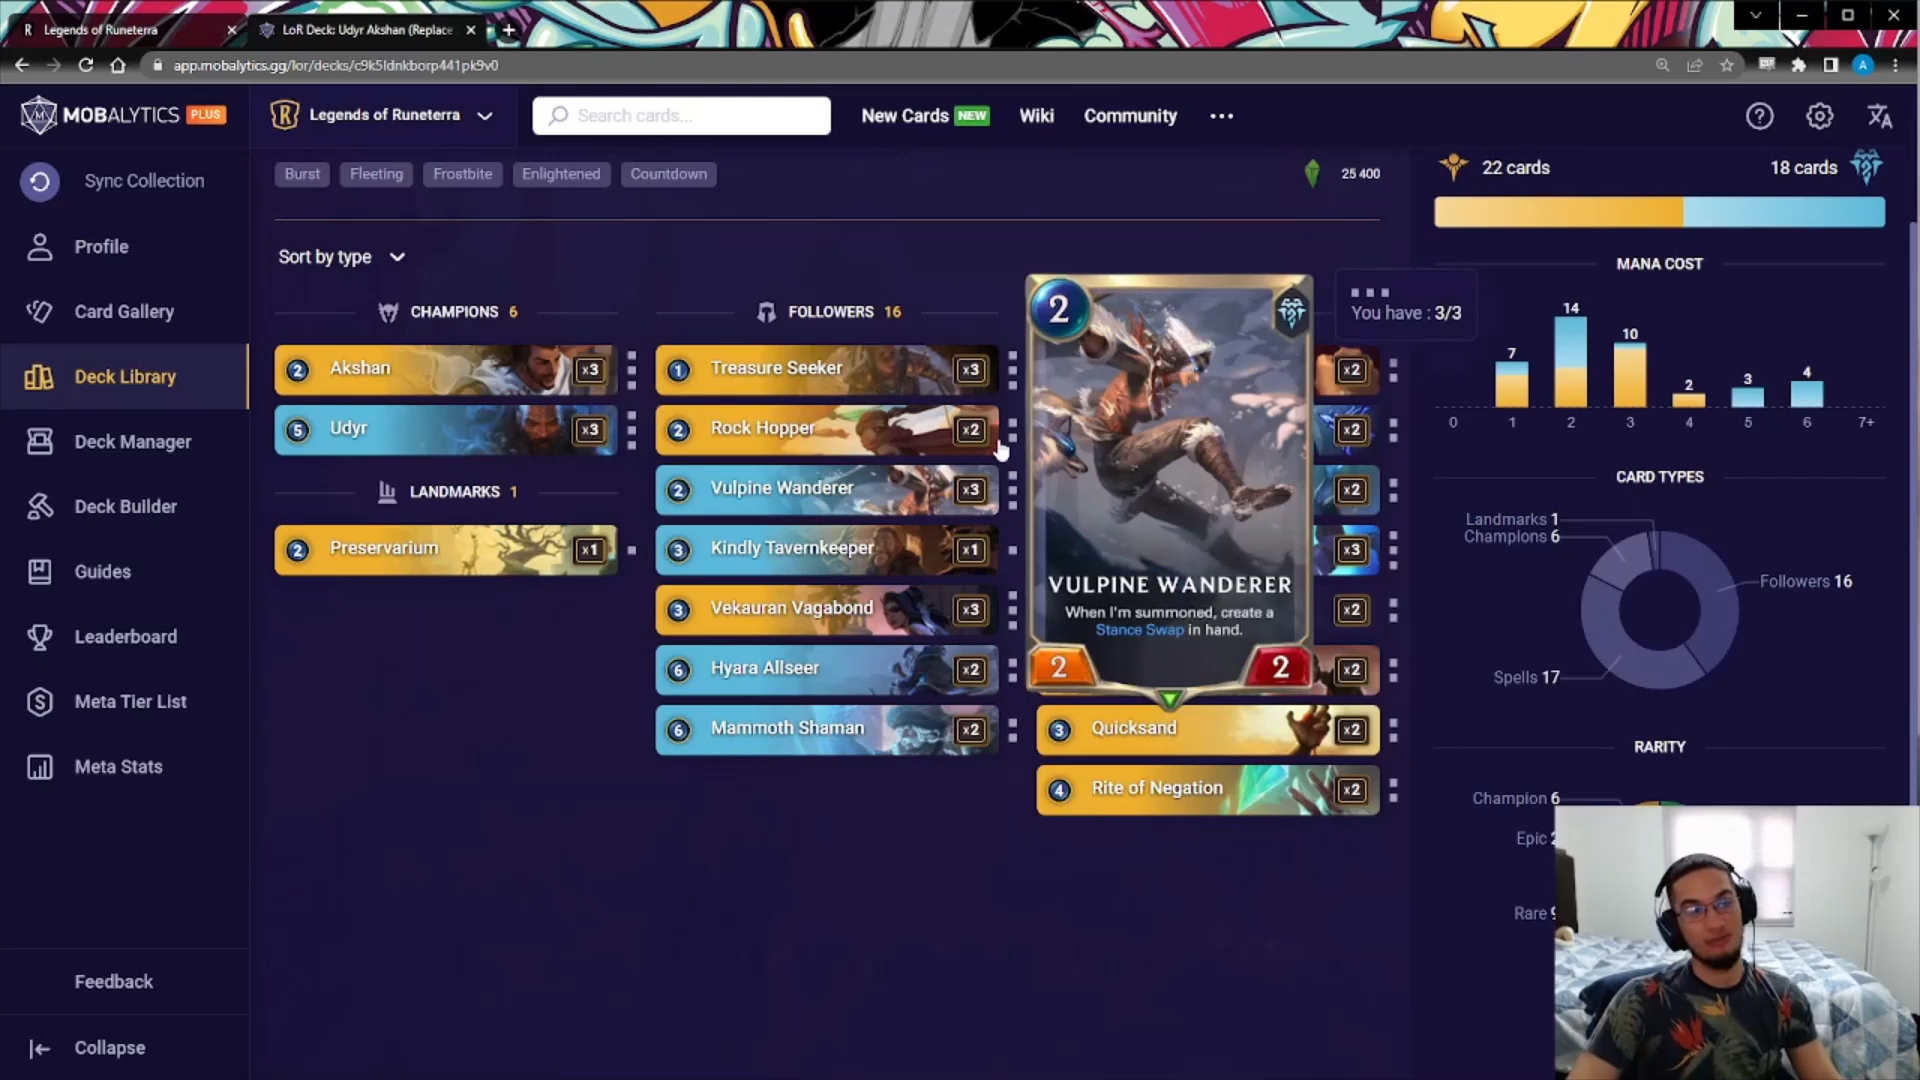 Legends of Runeterra
LoR Deck: Udyr Akshan (Replace
app.mobalytics.gg/lor/decks/c9k5ldnkborp441pk9v0
A
MOBALYTICS PLUS
Legends of Runeterra
Search cards...
New Cards NEW
Wiki
Community
Sync Collection
Profile
Card Gallery
Deck Library
Deck Manager
Deck Builder
Guides
Leaderboard
Meta Tier List
Meta Stats
Feedback
Collapse
Burst
Fleeting
Frostbite
Enlightened
Countdown
25 400
Sort by type
CHAMPIONS 6
2 Akshan x3
5 Udyr x3
LANDMARKS 1
2 Preservarium x1
FOLLOWERS 16
1 Treasure Seeker x3
2 Rock Hopper x2
2 Vulpine Wanderer x3
3 Kindly Tavernkeeper x1
3 Vekauran Vagabond x3
6 Hyara Allseer x2
6 Mammoth Shaman x2
2
VULPINE WANDERER
When I'm summoned, create a
Stance Swap in hand.
2
2
You have : 3/3
x2
x2
x2
x3
x2
x2
3 Quicksand x2
4 Rite of Negation x2
22 cards
18 cards
MANA COST
7
14
10
2
3
4
0 1 2 3 4 5 6 7+
CARD TYPES
Landmarks 1
Champions 6
Followers 16
Spells 17
RARITY
Champion 6
Epic
Rare